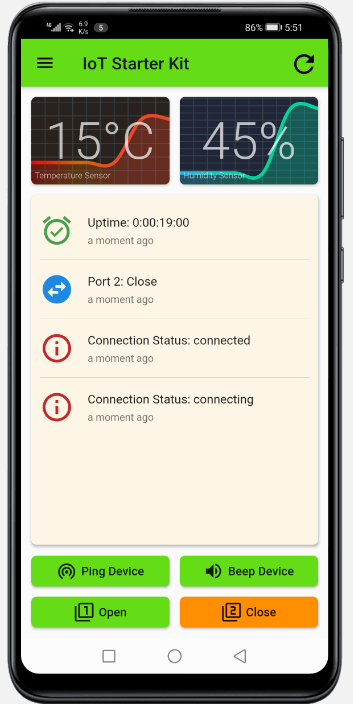 4G 6.9 K/s 5 86% 5:51
IoT Starter Kit
15°C 45%
Temperature Sensor Humidity Sensor
Uptime: 0:00:19:00
a moment ago
Port 2: Close
a moment ago
Connection Status: connected
a moment ago
Connection Status: connecting
a moment ago
Ping Device Beep Device
1 Open 2 Close